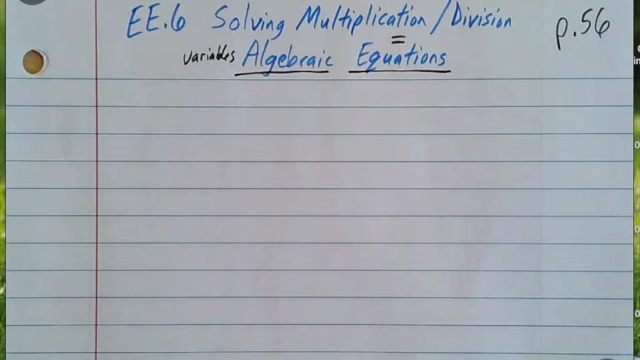 EE.6 Solving Multiplication/Division
p.56
=
variables Algebraic Equations